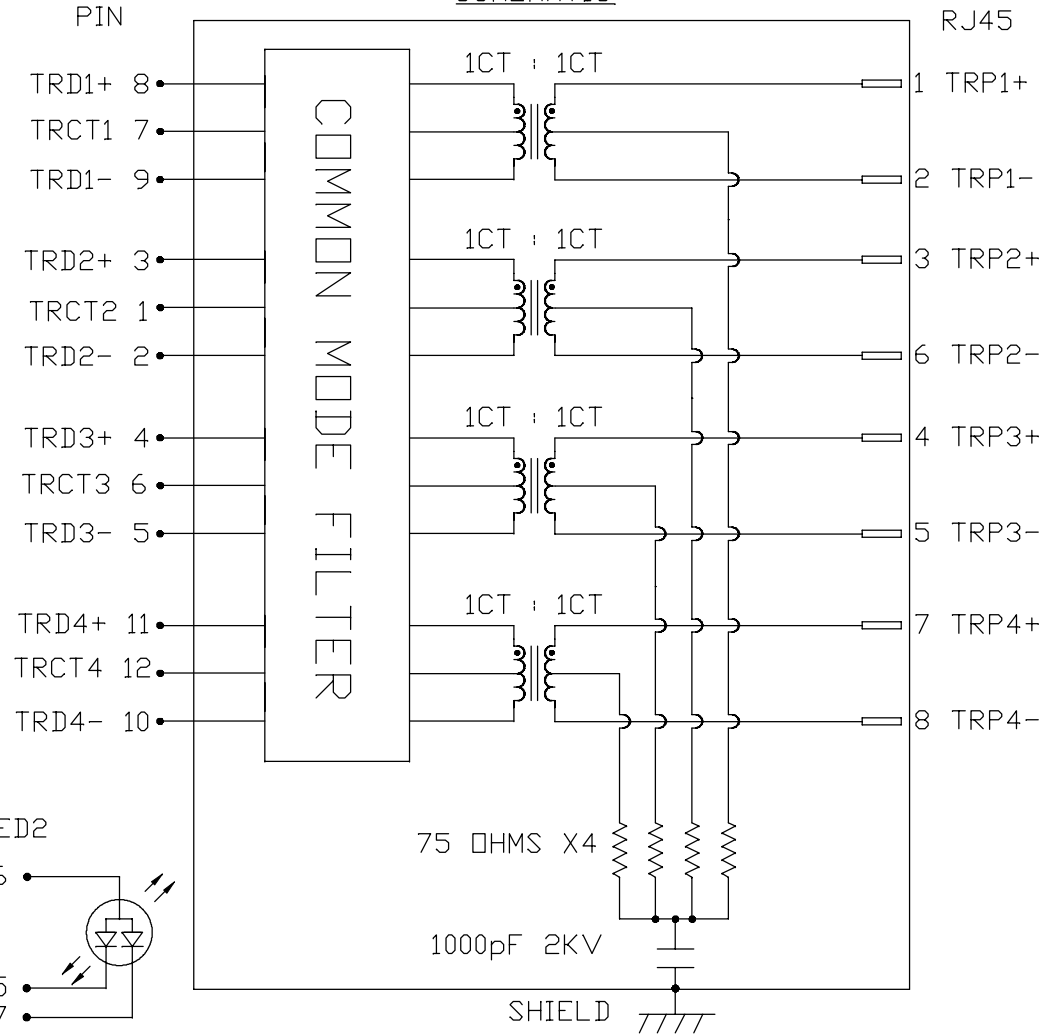 PIN
RJ45
1CT : 1CT
TRD1+ 8
1 TRP1+
TRCT1 7
TRD1- 9
2 TRP1-
1CT : 1CT
TRD2+ 3
3 TRP2+
TRCT2 1
TRD2- 2
6 TRP2-
1CT : 1CT
TRD3+ 4
4 TRP3+
TRCT3 6
TRD3- 5
5 TRP3-
1CT : 1CT
TRD4+ 11
7 TRP4+
TRCT4 12
TRD4- 10
8 TRP4-
COMMON MODE FILTER
75 OHMS X4
1000pF 2KV
SHIELD
ED2
5
7